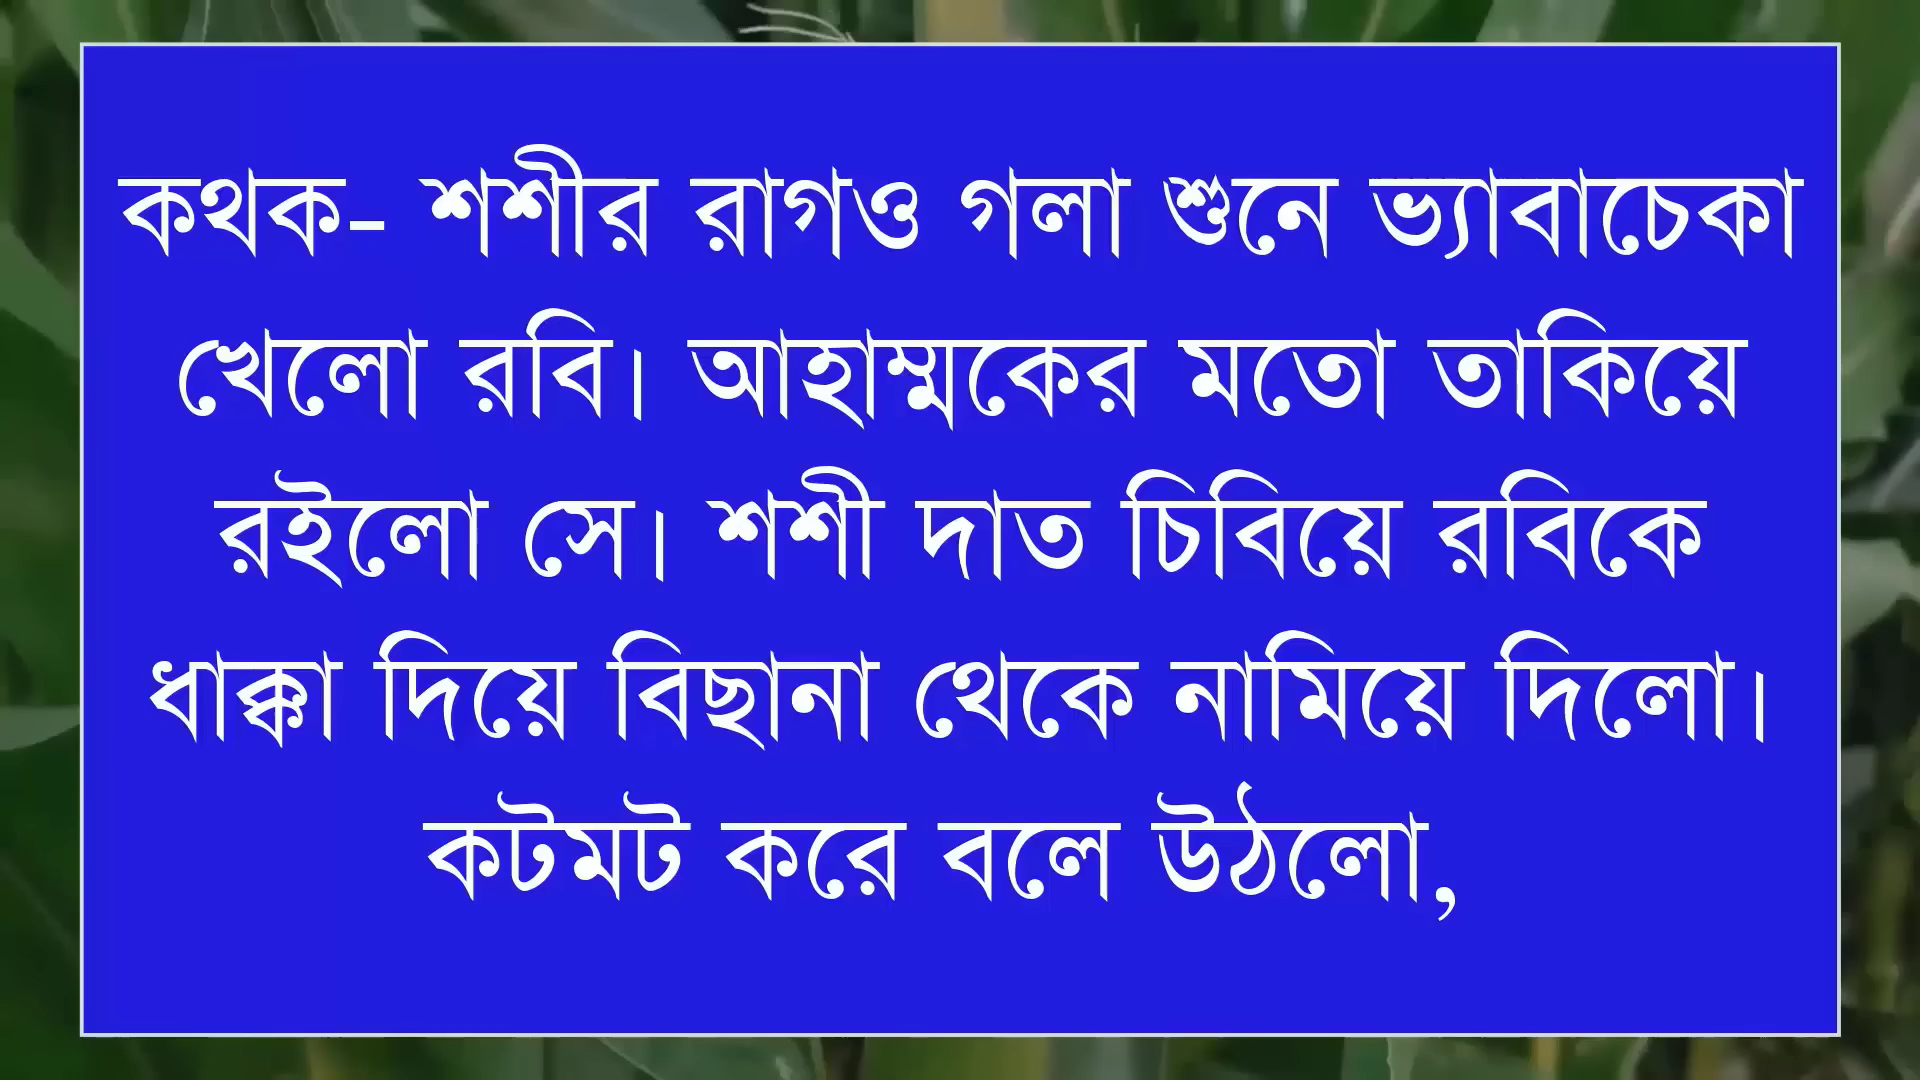 কথক- শশীর রাগও গলা শুনে ভ্যাবাচেকা
খেলো রবি। আহাম্মকের মতো তাকিয়ে
রইলো সে। শশী দাত চিবিয়ে রবিকে
ধাক্কা দিয়ে বিছানা থেকে নামিয়ে দিলো।
কটমট করে বলে উঠলো,